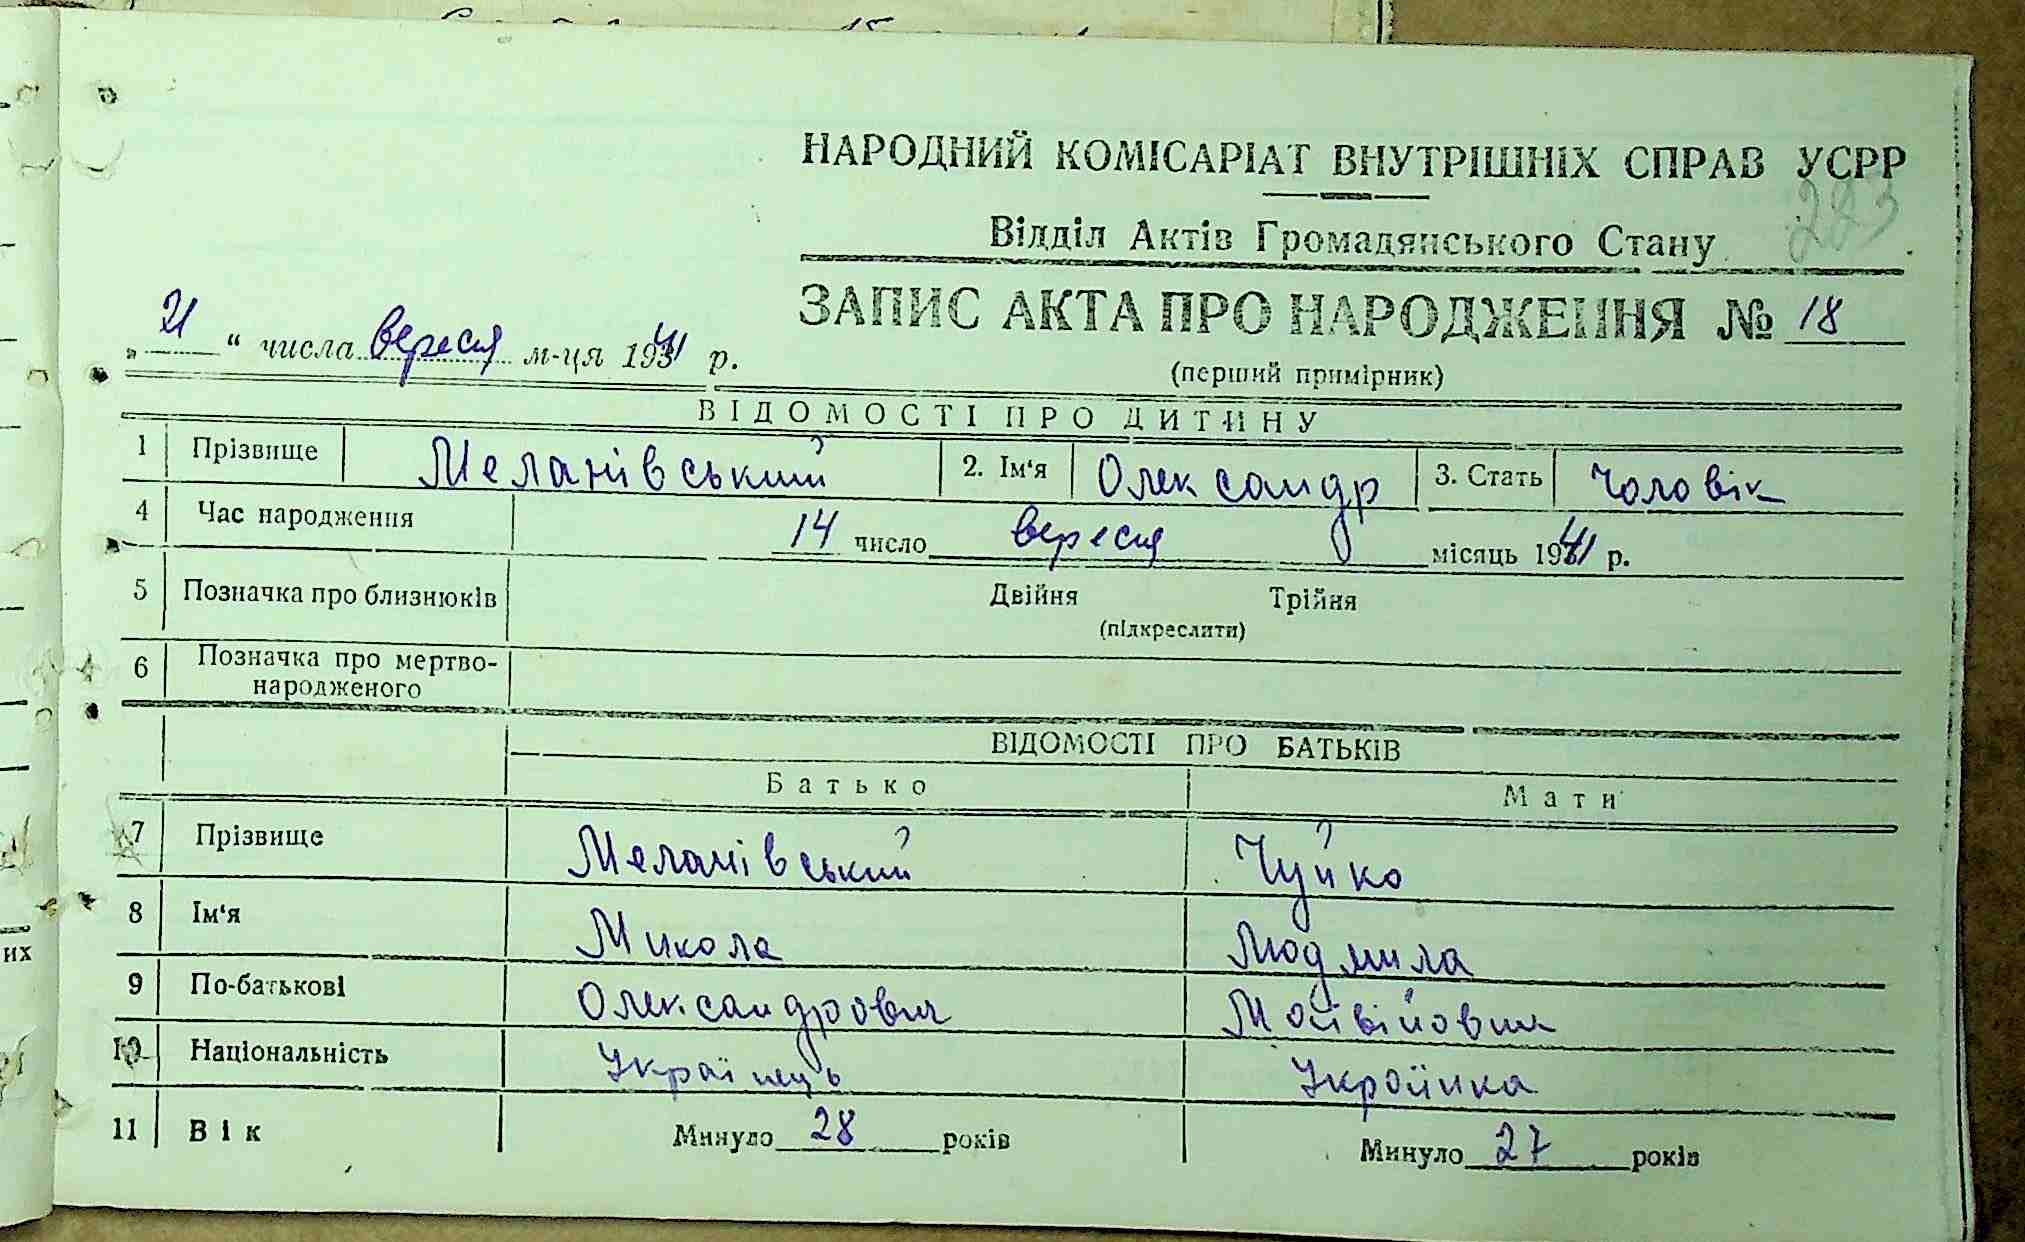 НАРОДНИЙ КОМІСАРІАТ ВНУТРІШНІХ СПРАВ УСРР
223
Відділ Актів Громадянського Стану
ЗАПИС АКТА ПРО НАРОДЖЕННЯ № 18
„21“ числа вересня м-ця 1941 р.
(перший примірник)
ВІДОМОСТІ ПРО ДИТИНУ
1 Прізвище Меланівський 2. Ім'я Олександр 3. Стать Чоловік
4 Час народження 14 число вересня місяць 1941 р.
5 Позначка про близнюків Двійня Трійня
(підкреслити)
6 Позначка про мертво-
народженого
ВІДОМОСТІ ПРО БАТЬКІВ
Батько Мати
7 Прізвище Меланівський Чуйко
8 Ім'я Микола Людмила
9 По-батькові Олександрович
10 Національність Українець Українка
11 Вік Минуло 28 років Минуло 27 років
их